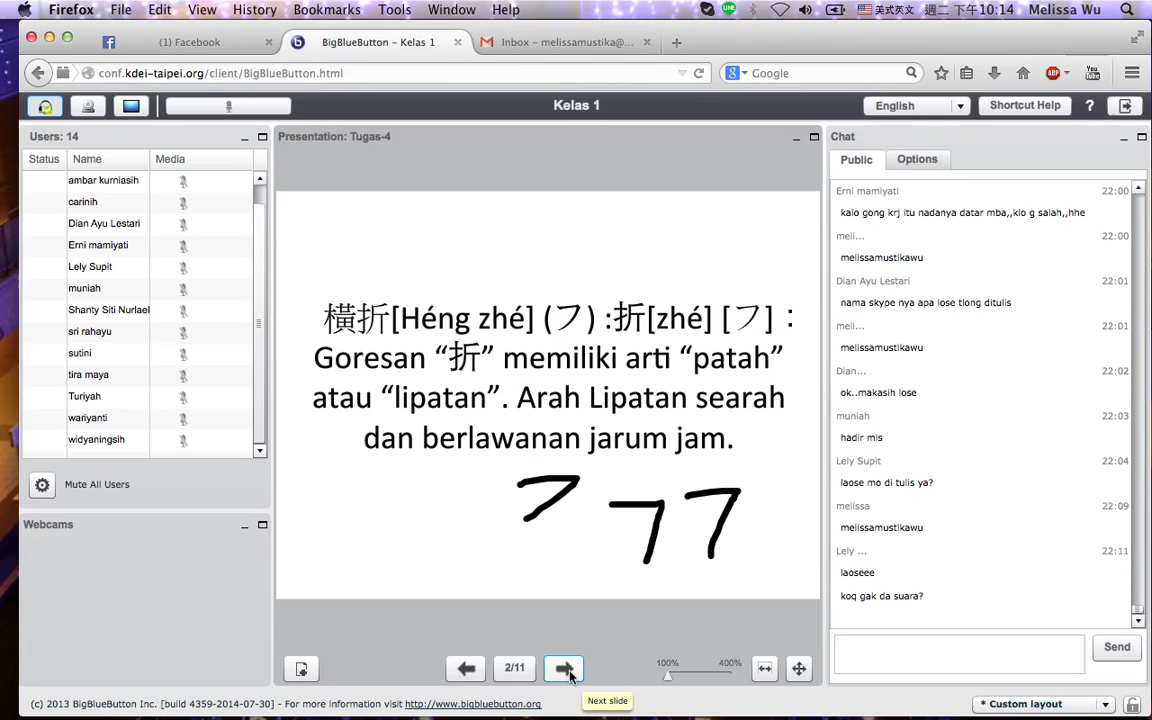 Firefox File Edit View History Bookmarks Tools Window Help 美式英文 週二 下午10:14 Melissa Wu
(1) Facebook
BigBlueButton – Kelas 1
Inbox – melissamustika@...
conf.kdei-taipei.org/client/BigBlueButton.html
Google
ABP
You Tube
Kelas 1
English
Shortcut Help
?
Users: 14
Status Name Media
ambar kurniasih
carinih
Dian Ayu Lestari
Erni mamiyati
Lely Supit
muniah
Shanty Siti Nurlael
sri rahayu
sutini
tira maya
Turiyah
wariyanti
widyaningsih
Mute All Users
Webcams
Presentation: Tugas-4
橫折[Héng zhé] (フ) :折[zhé] [フ]：
Goresan “折” memiliki arti “patah”
atau “lipatan”. Arah Lipatan searah
dan berlawanan jarum jam.
2/11
100% 400%
Next slide
Chat
Public Options
Erni mamiyati 22:00
kalo gong krj itu nadanya datar mba,,klo g salah,,hhe
meli... 22:00
melissamustikawu
Dian Ayu Lestari 22:01
nama skype nya apa lose tlong ditulis
meli... 22:01
melissamustikawu
Dian... 22:02
ok..makasih lose
muniah 22:03
hadir mis
Lely Supit 22:04
laose mo di tulis ya?
melissa 22:09
melissamustikawu
Lely ... 22:11
laoseee
koq gak da suara?
Send
(c) 2013 BigBlueButton Inc. [build 4359-2014-07-30] - For more information visit http://www.bigbluebutton.org
* Custom layout